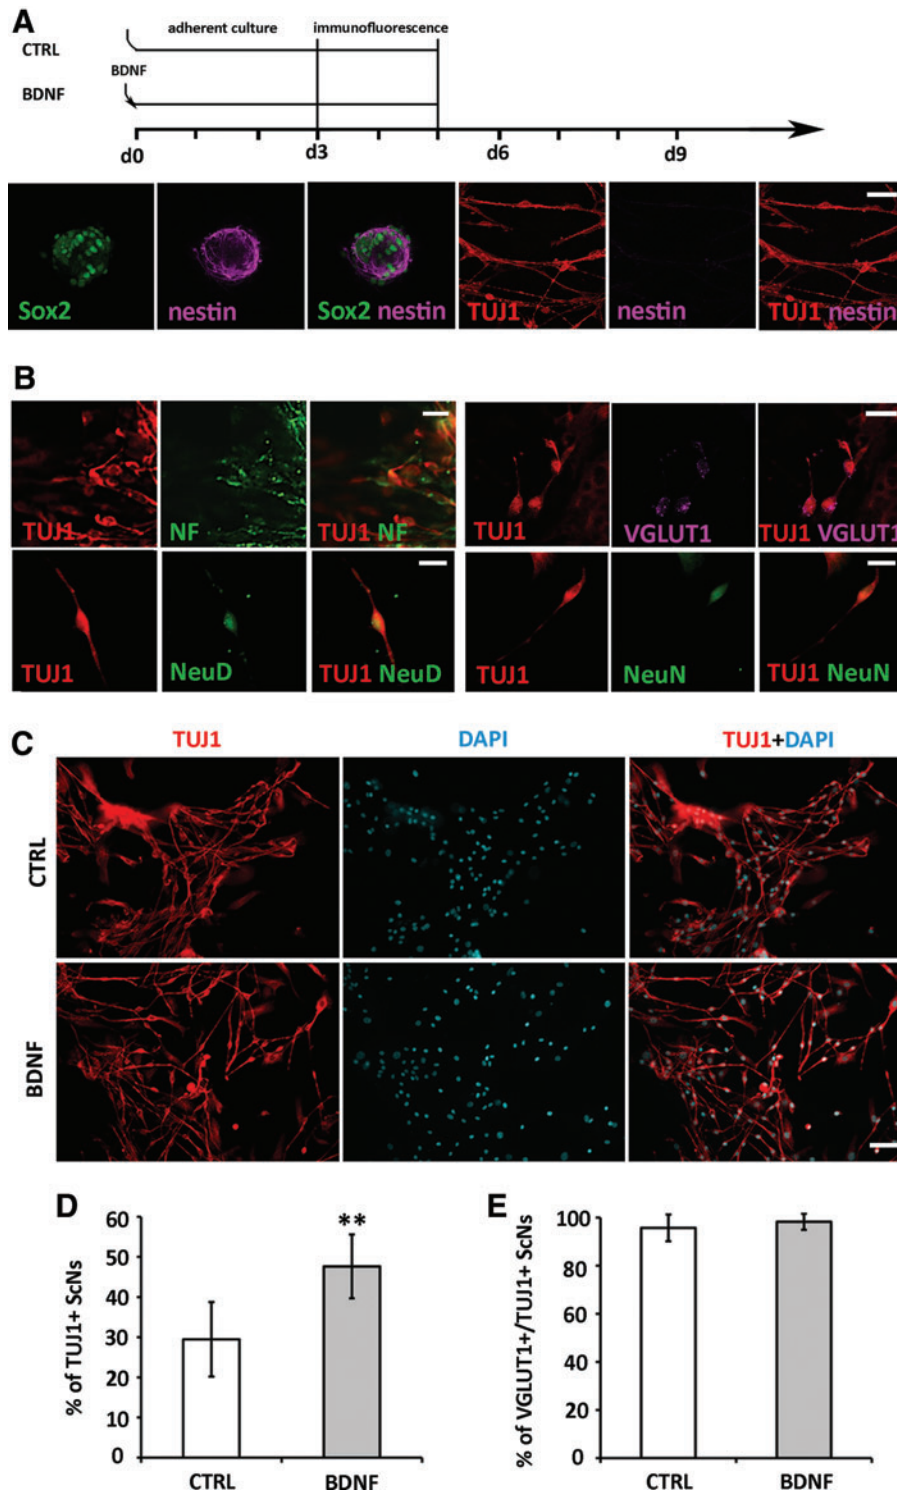 A
adherent culture immunofluorescence
CTRL
BDNF
BDNF
d0 d3 d6 d9
Sox2 nestin Sox2 nestin TUJ1 nestin TUJ1 nestin
B
TUJ1 NF TUJ1 NF TUJ1 VGLUT1 TUJ1 VGLUT1
TUJ1 NeuD TUJ1 NeuD TUJ1 NeuN TUJ1 NeuN
C
TUJ1 DAPI TUJ1+DAPI
CTRL
BDNF
D
% of TUJ1+ ScNs
60
50
40
30
20
10
0
**
CTRL BDNF
E
% of VGLUT1+/TUJ1+ ScNs
100
80
60
40
20
0
CTRL BDNF